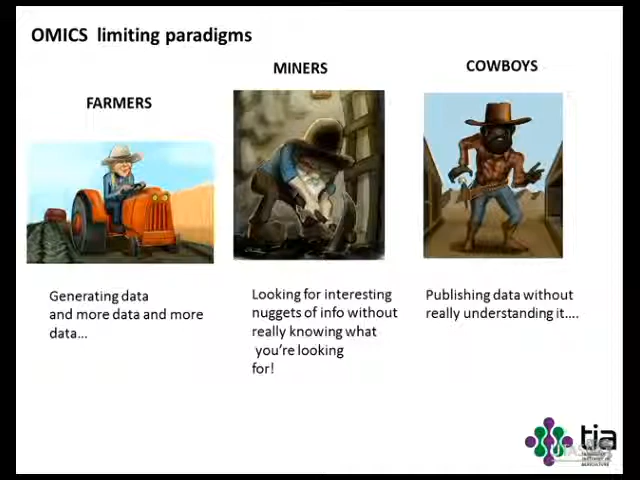 OMICS limiting paradigms
MINERS
COWBOYS
FARMERS
Generating data
and more data and more
data...
Looking for interesting
nuggets of info without
really knowing what
you're looking
for!
Publishing data without
really understanding it....
tia